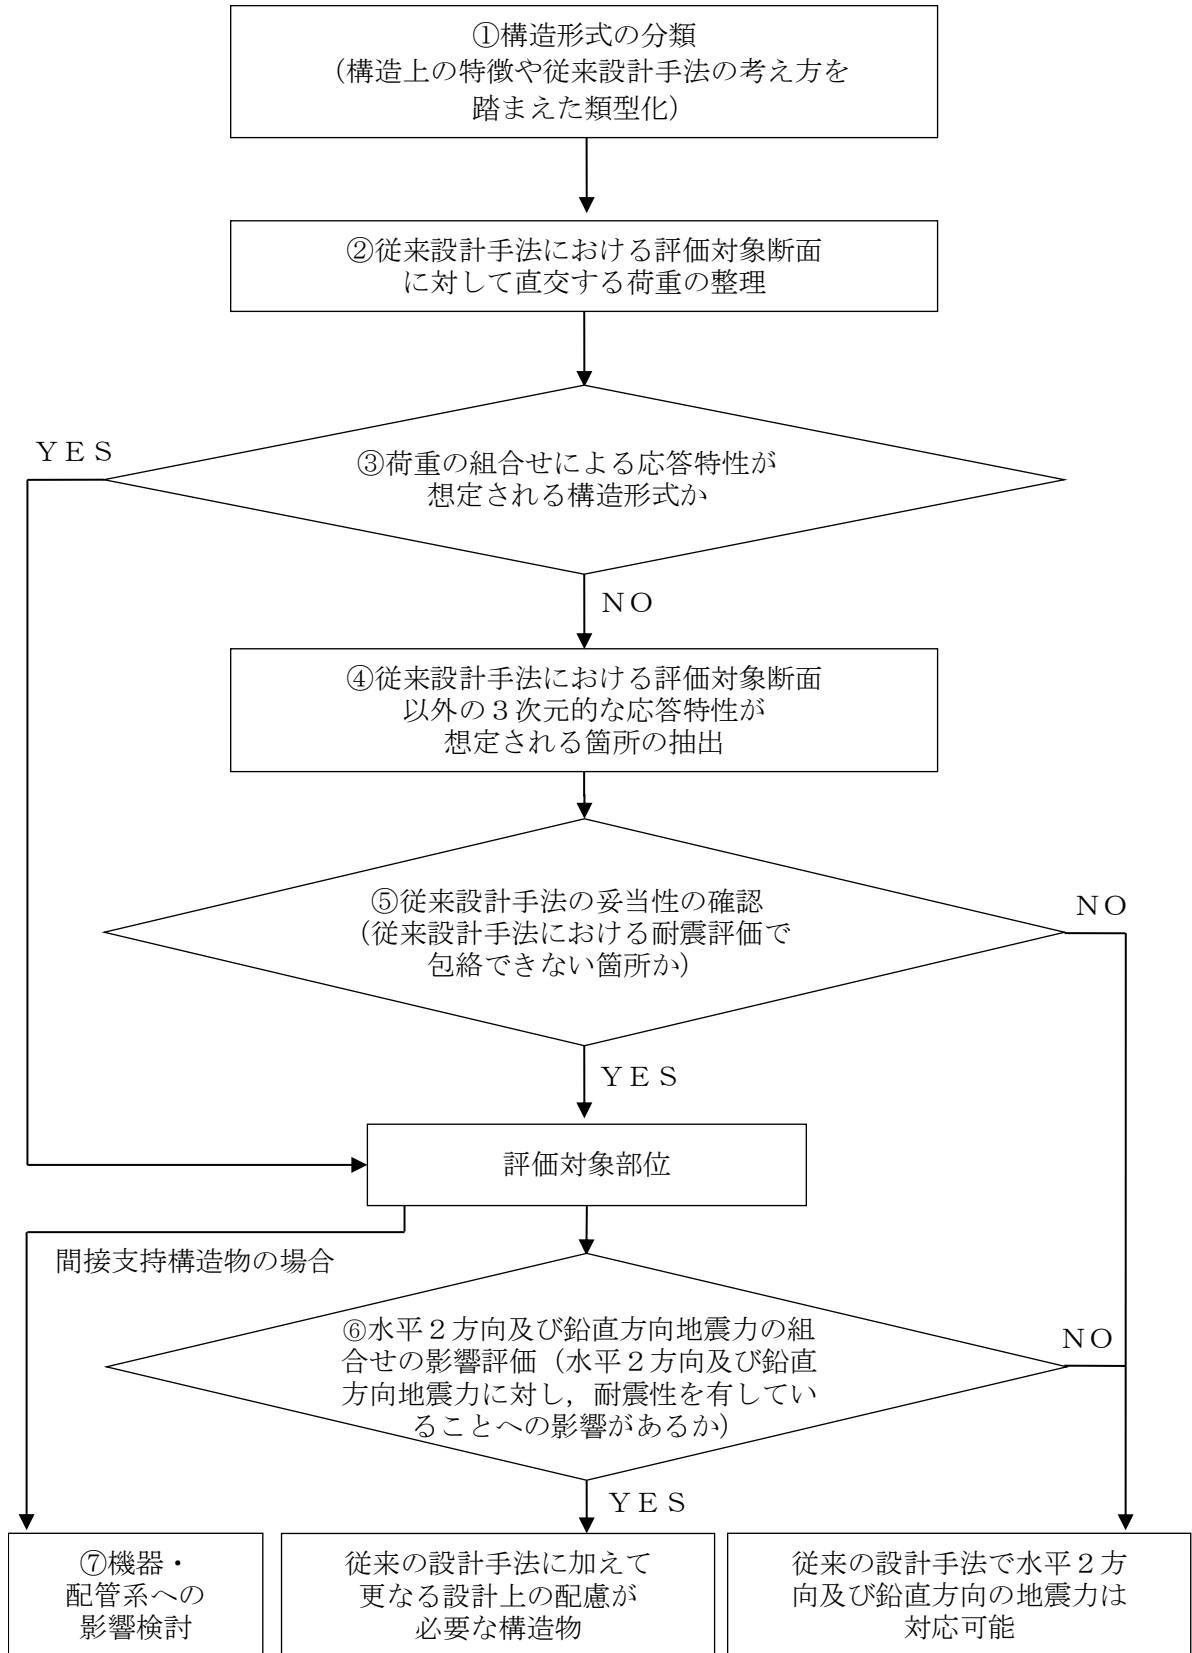 ①構造形式の分類
（構造上の特徴や従来設計手法の考え方を
踏まえた類型化）
②従来設計手法における評価対象断面
に対して直交する荷重の整理
YES
③荷重の組合せによる応答特性が
想定される構造形式か
NO
④従来設計手法における評価対象断面
以外の３次元的な応答特性が
想定される箇所の抽出
⑤従来設計手法の妥当性の確認
（従来設計手法における耐震評価で
包絡できない箇所か）
NO
YES
評価対象部位
間接支持構造物の場合
⑥水平２方向及び鉛直方向地震力の組
合せの影響評価（水平２方向及び鉛直
方向地震力に対し，耐震性を有してい
ることへの影響があるか）
NO
YES
⑦機器・
配管系への
影響検討
従来の設計手法に加えて
更なる設計上の配慮が
必要な構造物
従来の設計手法で水平２方
向及び鉛直方向の地震力は
対応可能